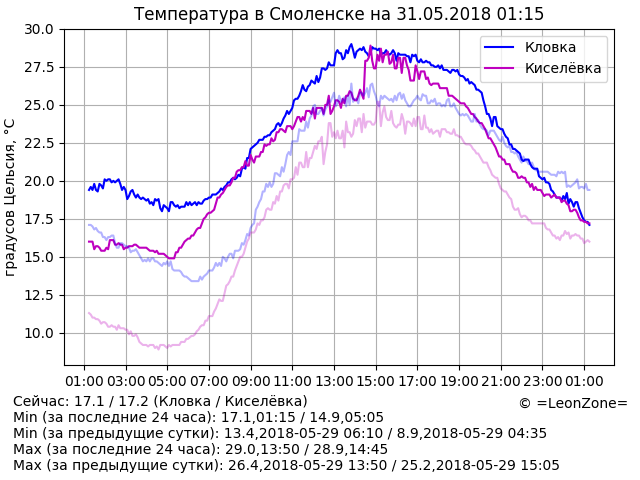 Температура в Смоленске на 31.05.2018 01:15
Кловка
Киселёвка
градусов Цельсия, °C
30.0
27.5
25.0
22.5
20.0
17.5
15.0
12.5
10.0
01:00 03:00 05:00 07:00 09:00 11:00 13:00 15:00 17:00 19:00 21:00 23:00 01:00
Сейчас: 17.1 / 17.2 (Кловка / Киселёвка)
© =LeonZone=
Min (за последние 24 часа): 17.1,01:15 / 14.9,05:05
Min (за предыдущие сутки): 13.4,2018-05-29 06:10 / 8.9,2018-05-29 04:35
Max (за последние 24 часа): 29.0,13:50 / 28.9,14:45
Max (за предыдущие сутки): 26.4,2018-05-29 13:50 / 25.2,2018-05-29 15:05